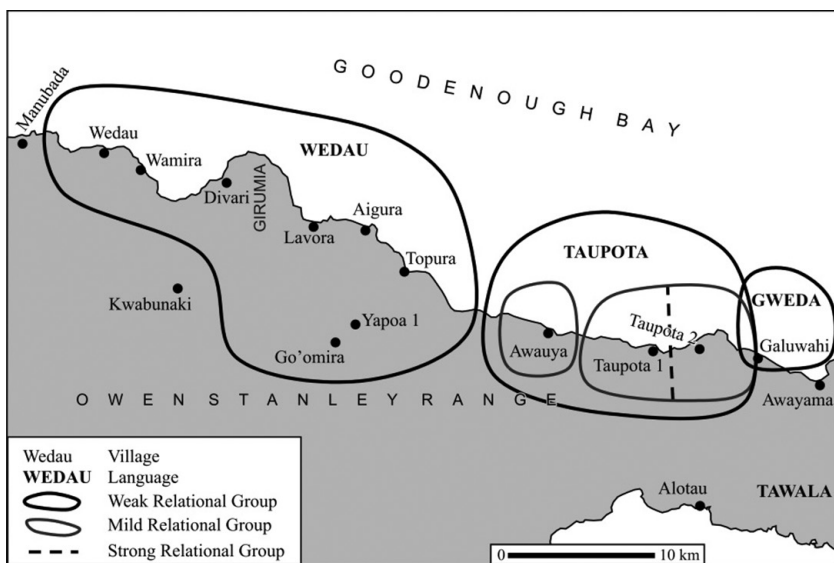 GOODENOUGH BAY
Manubada
Wedau
WEDAU
Wamira
Divari
GIRUMIA
Aigura
Lavora
Topura
TAUPOTA
GWEDA
Kwabunaki
Yapoa 1
Taupota 2
Awauya
Galuwahi
Go’omira
Taupota 1
OWEN STANLEY RANGE
Awayama
Wedau Village
WEDAU Language
Weak Relational Group
Mild Relational Group
Strong Relational Group
Alotau
TAWALA
0 10 km